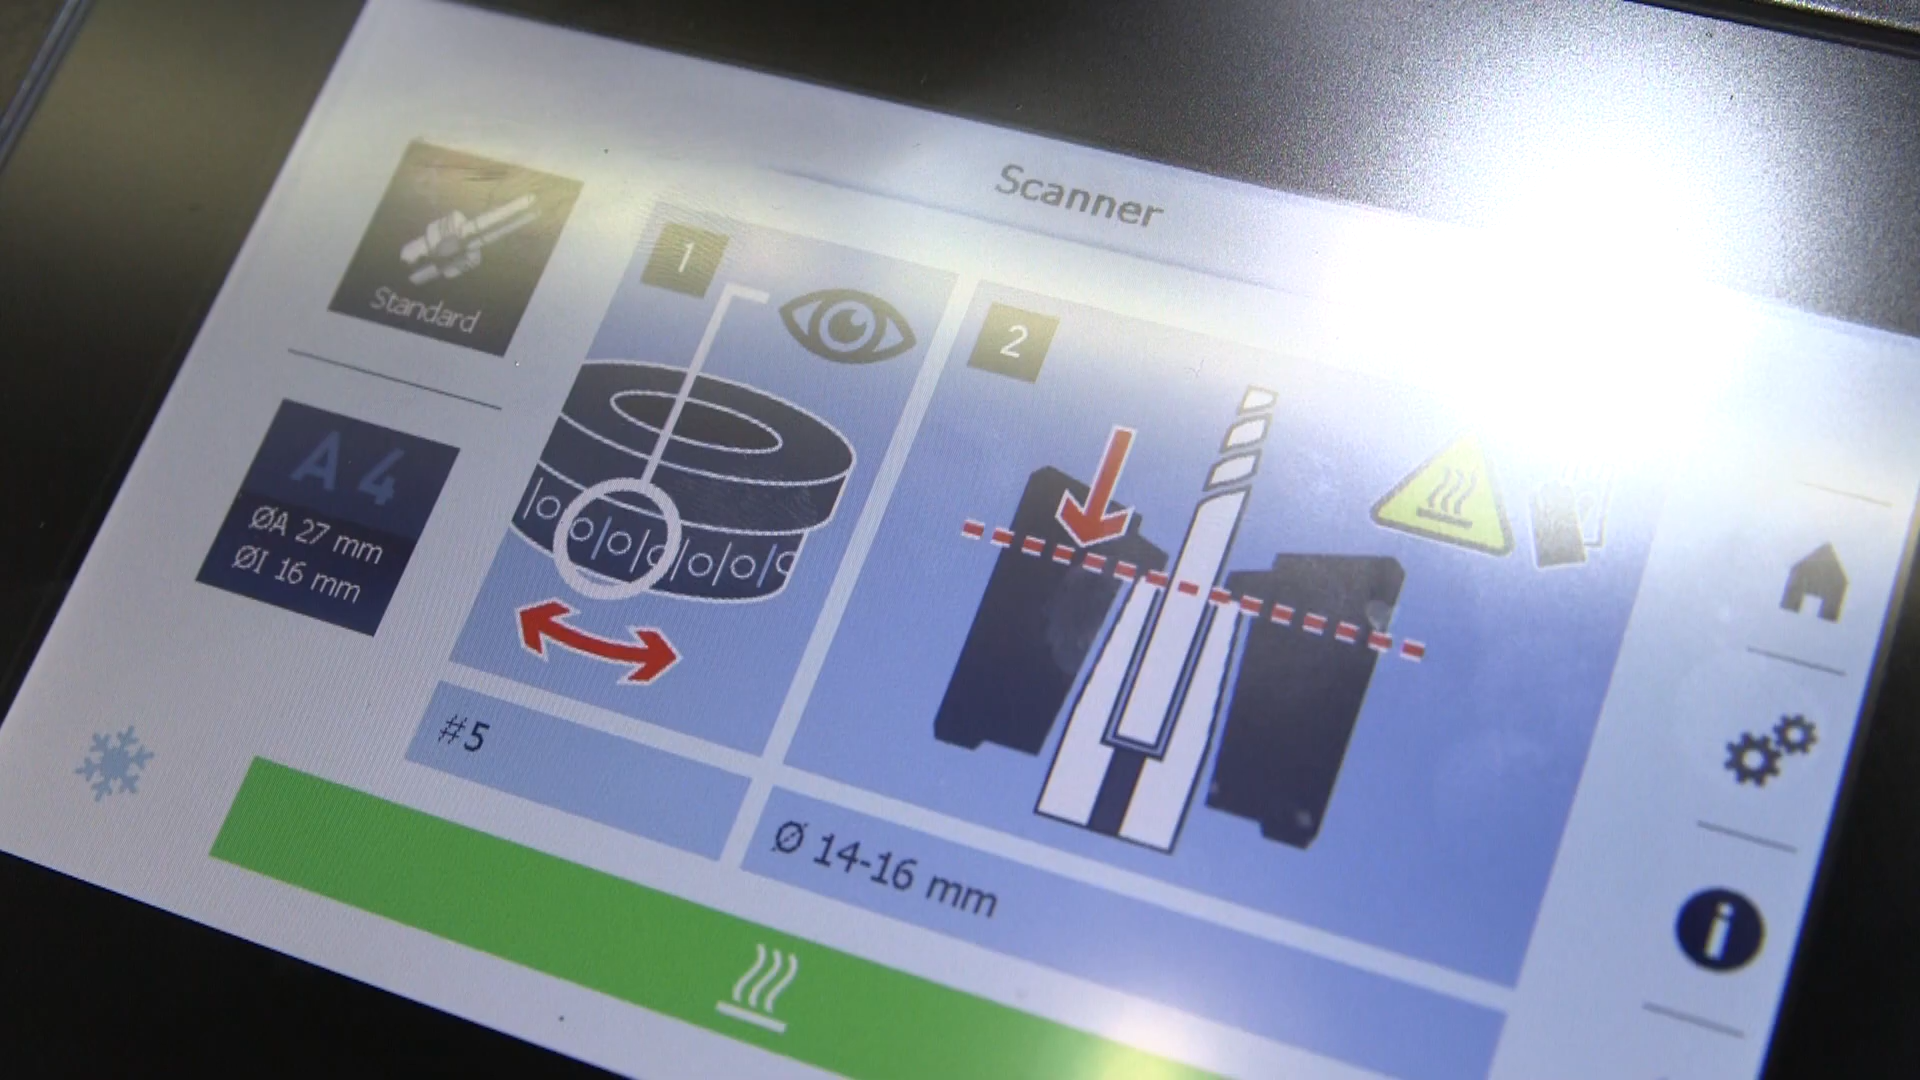 Scanner
Standard
A 4
ØA 27 mm
ØI 16 mm
1
2
#5
Ø 14-16 mm